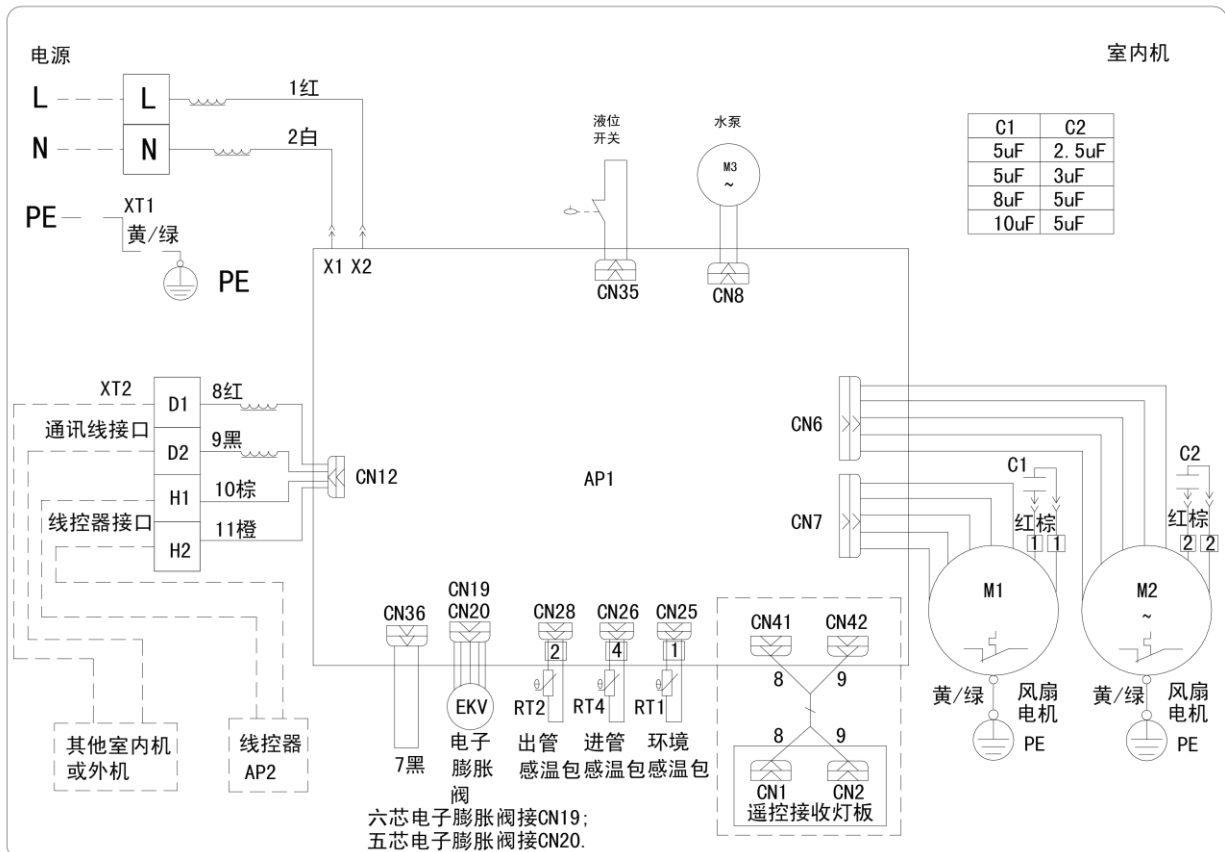 电源
室内机
L
L
1红
N
N
2白
PE
XT1
黄/绿
PE
X1 X2
液位
开关
CN35
水泵
M3
~
CN8
C1 C2
5uF 2.5uF
5uF 3uF
8uF 5uF
10uF 5uF
XT2
D1
8红
通讯线接口
D2
9黑
CN12
H1
10棕
线控器接口
H2
11橙
AP1
CN6
CN7
C1
红棕
1 1
C2
红棕
2 2
M1
M2
~
黄/绿
风扇
电机
PE
黄/绿
风扇
电机
PE
CN36
7黑
CN19
CN20
EKV
电子
膨胀
阀
CN28
2
θ
RT2
出管
感温包
CN26
4
θ
RT4
进管
感温包
CN25
1
θ
RT1
环境
感温包
CN41 CN42
8 9
8 9
CN1 CN2
遥控接收灯板
其他室内机
或外机
线控器
AP2
六芯电子膨胀阀接CN19;
五芯电子膨胀阀接CN20.